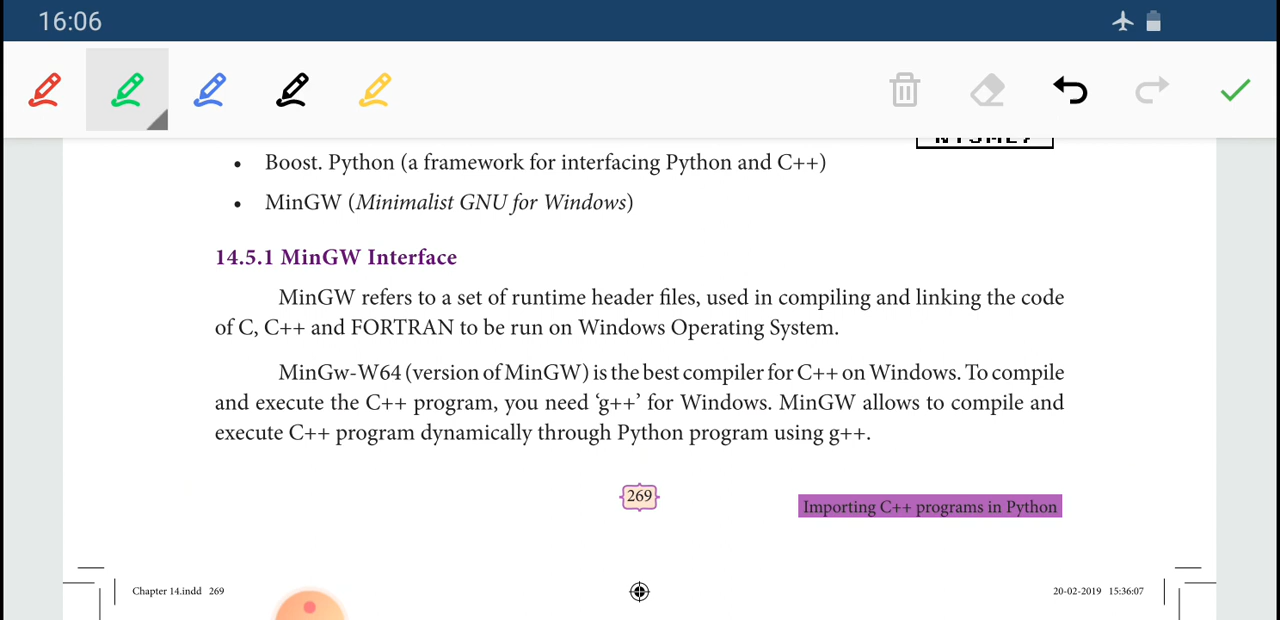 16:06
• Boost. Python (a framework for interfacing Python and C++)
• MinGW (Minimalist GNU for Windows)
14.5.1 MinGW Interface
MinGW refers to a set of runtime header files, used in compiling and linking the code
of C, C++ and FORTRAN to be run on Windows Operating System.
MinGw-W64 (version of MinGW) is the best compiler for C++ on Windows. To compile
and execute the C++ program, you need ‘g++’ for Windows. MinGW allows to compile and
execute C++ program dynamically through Python program using g++.
269
Importing C++ programs in Python
Chapter 14.indd 269
20-02-2019 15:36:07